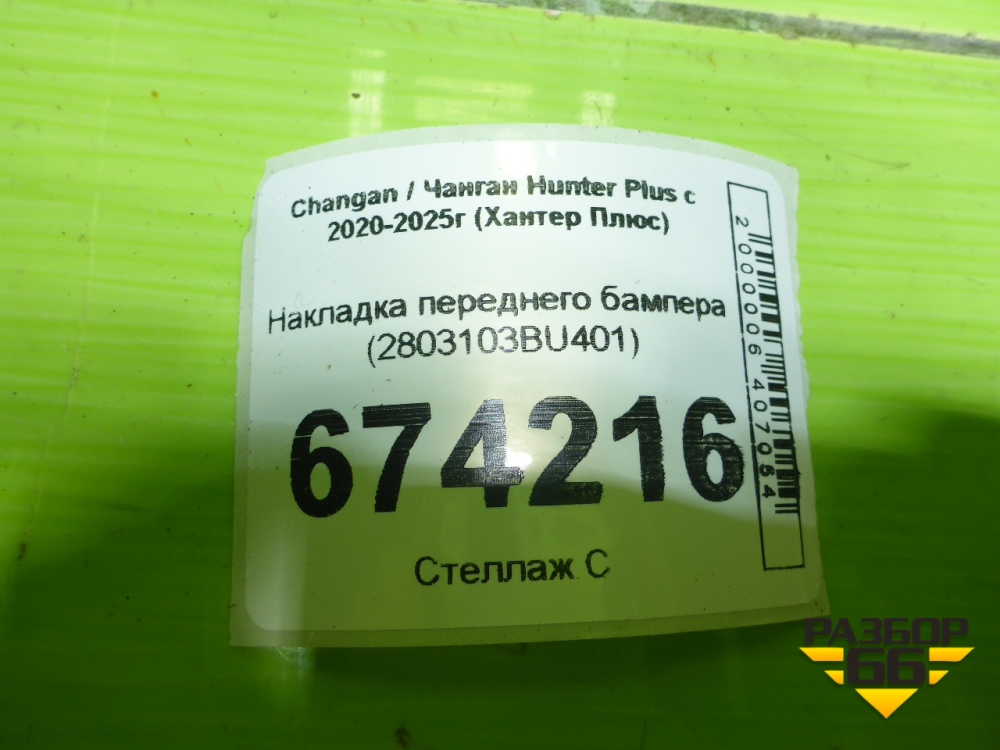 Changan / Чанган Hunter Plus с
2020-2025г (Хантер Плюс)
Накладка переднего бампера
(2803103BU401)
674216
Стеллаж С
2000006407054
РАЗБОР
66